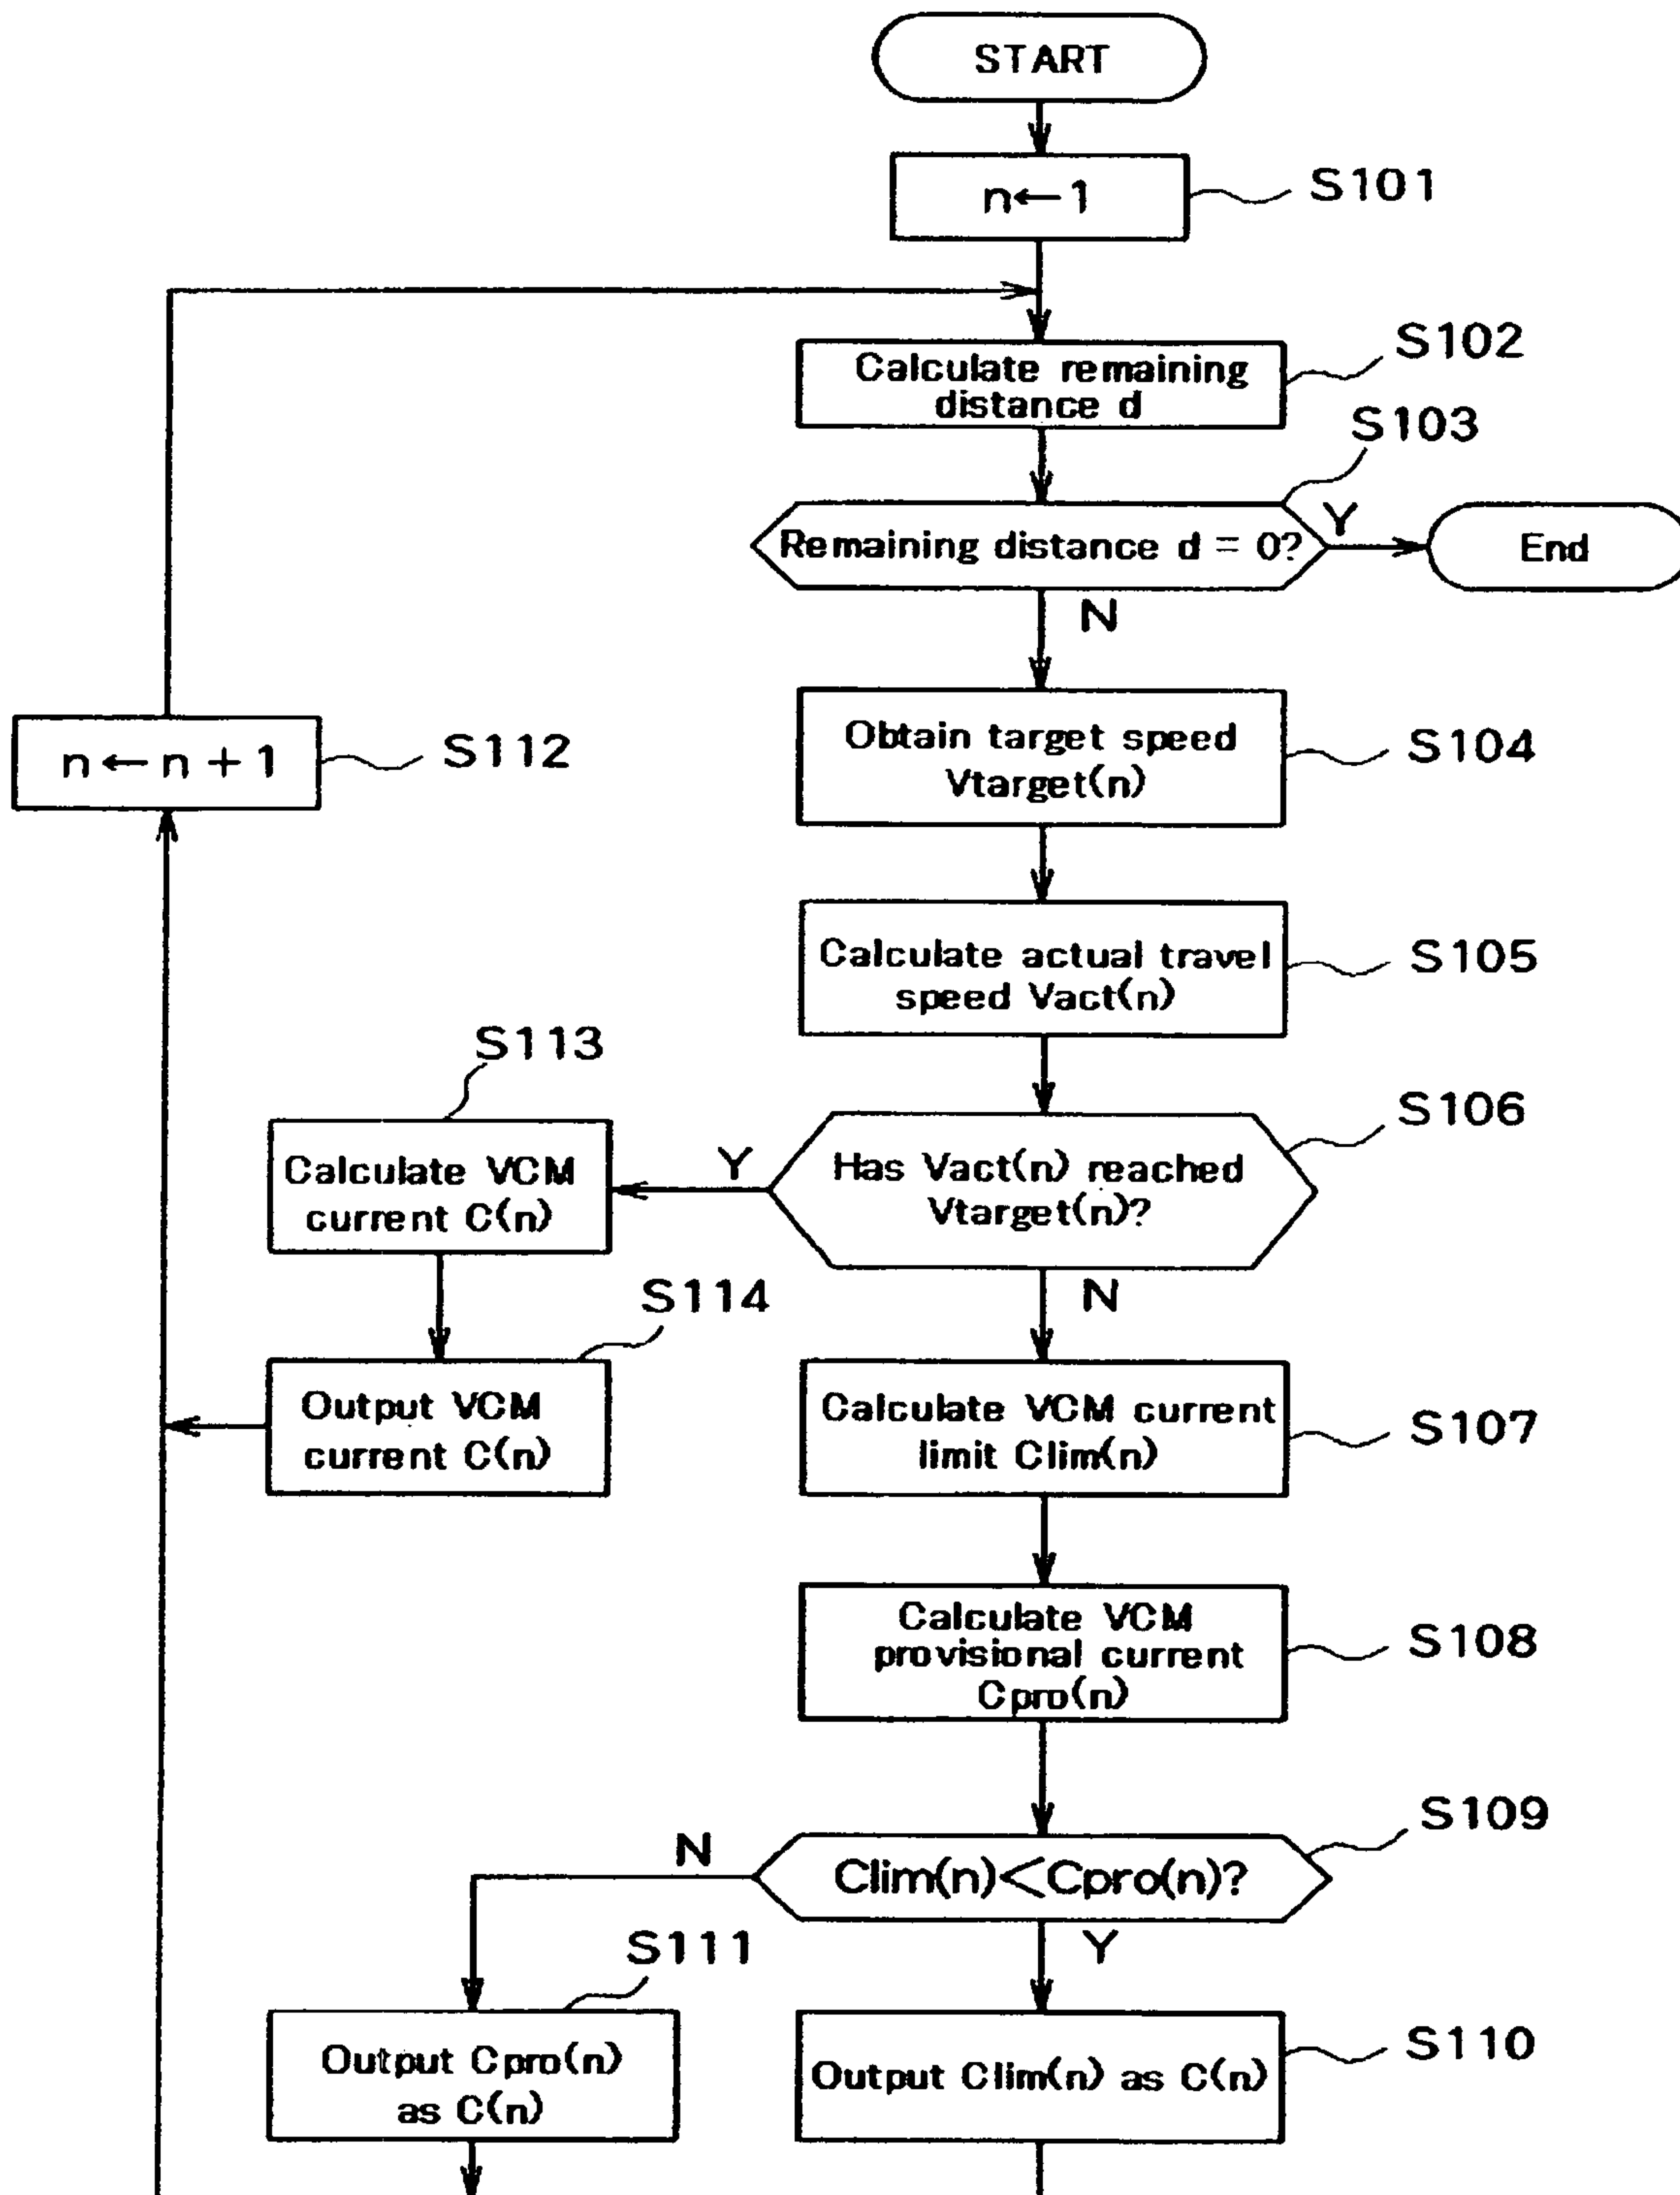 START
n←1
S101
S102
Calculate remaining
distance d
S103
Remaining distance d = 0?
Y
End
N
n←n+1
S112
Obtain target speed
Vtarget(n)
S104
Calculate actual travel
speed Vact(n)
S105
S113
Calculate VCM
current C(n)
Y
Has Vact(n) reached
Vtarget(n)?
S106
N
S114
Output VCM
current C(n)
Calculate VCM current
limit Clim(n)
S107
Calculate VCM
provisional current
Cpro(n)
S108
S109
N
Clim(n)<Cpro(n)?
Y
S111
Output Cpro(n)
as C(n)
Output Clim(n) as C(n)
S110